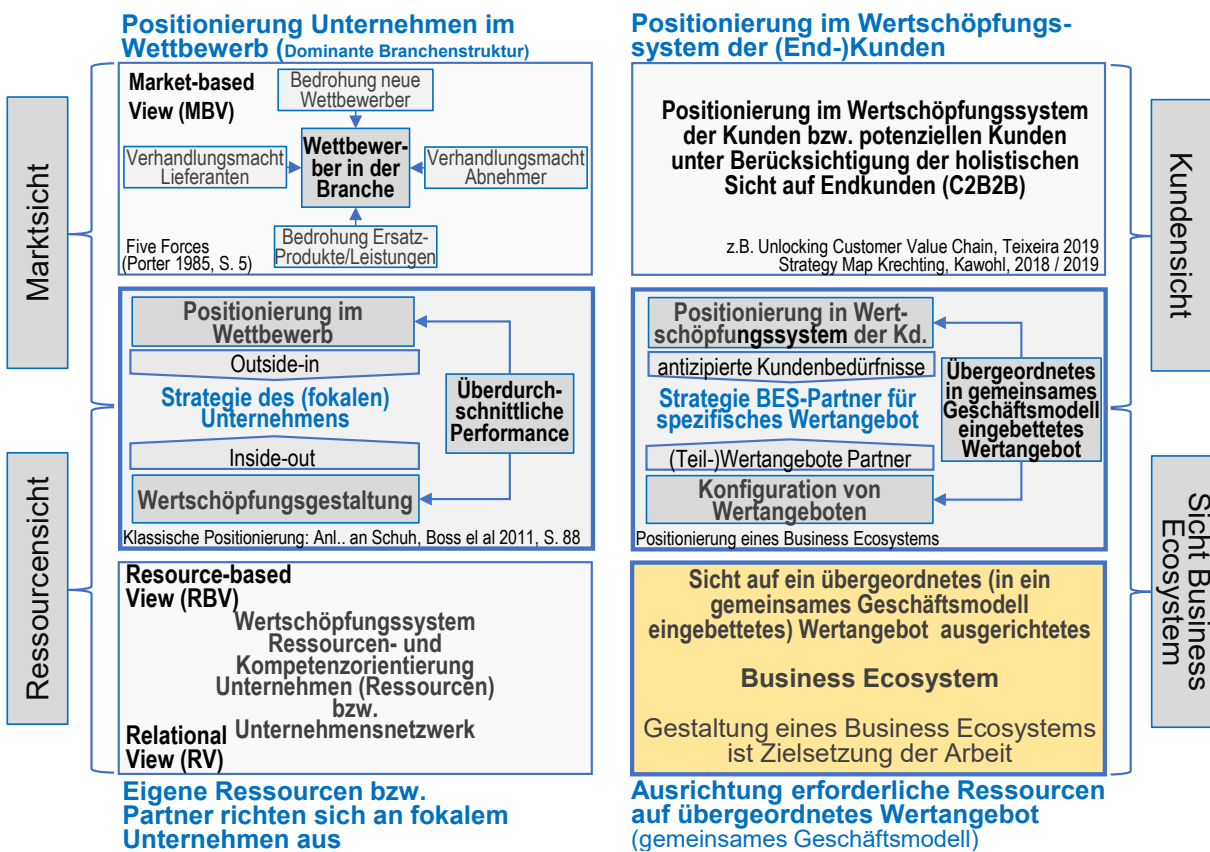 Positionierung Unternehmen im
Wettbewerb (Dominante Branchenstruktur)
Marktsicht
Market-based
View (MBV)
Bedrohung neue
Wettbewerber
Verhandlungsmacht
Lieferanten
Wettbewer-
ber in der
Branche
Verhandlungsmacht
Abnehmer
Bedrohung Ersatz-
Produkte/Leistungen
Five Forces
(Porter 1985, S. 5)
Positionierung im
Wettbewerb
Outside-in
Strategie des (fokalen)
Unternehmens
Inside-out
Wertschöpfungsgestaltung
Überdurch-
schnittliche
Performance
Klassische Positionierung: Anl.. an Schuh, Boss el al 2011, S. 88
Ressourcensicht
Resource-based
View (RBV)
Wertschöpfungssystem
Ressourcen- und
Kompetenzorientierung
Unternehmen (Ressourcen)
bzw.
Unternehmensnetzwerk
Relational
View (RV)
Eigene Ressourcen bzw.
Partner richten sich an fokalem
Unternehmen aus
Positionierung im Wertschöpfungs-
system der (End-)Kunden
Positionierung im Wertschöpfungssystem
der Kunden bzw. potenziellen Kunden
unter Berücksichtigung der holistischen
Sicht auf Endkunden (C2B2B)
z.B. Unlocking Customer Value Chain, Teixeira 2019
Strategy Map Krechting, Kawohl, 2018 / 2019
Kundensicht
Positionierung in Wert-
schöpfungssystem der Kd.
antizipierte Kundenbedürfnisse
Strategie BES-Partner für
spezifisches Wertangebot
(Teil-)Wertangebote Partner
Konfiguration von
Wertangeboten
Übergeordnetes
in gemeinsames
Geschäftsmodell
eingebettetes
Wertangebot
Positionierung eines Business Ecosystems
Sicht Business
Ecosystem
Sicht auf ein übergeordnetes (in ein
gemeinsames Geschäftsmodell
eingebettetes) Wertangebot ausgerichtetes
Business Ecosystem
Gestaltung eines Business Ecosystems
ist Zielsetzung der Arbeit
Ausrichtung erforderliche Ressourcen
auf übergeordnetes Wertangebot
(gemeinsames Geschäftsmodell)